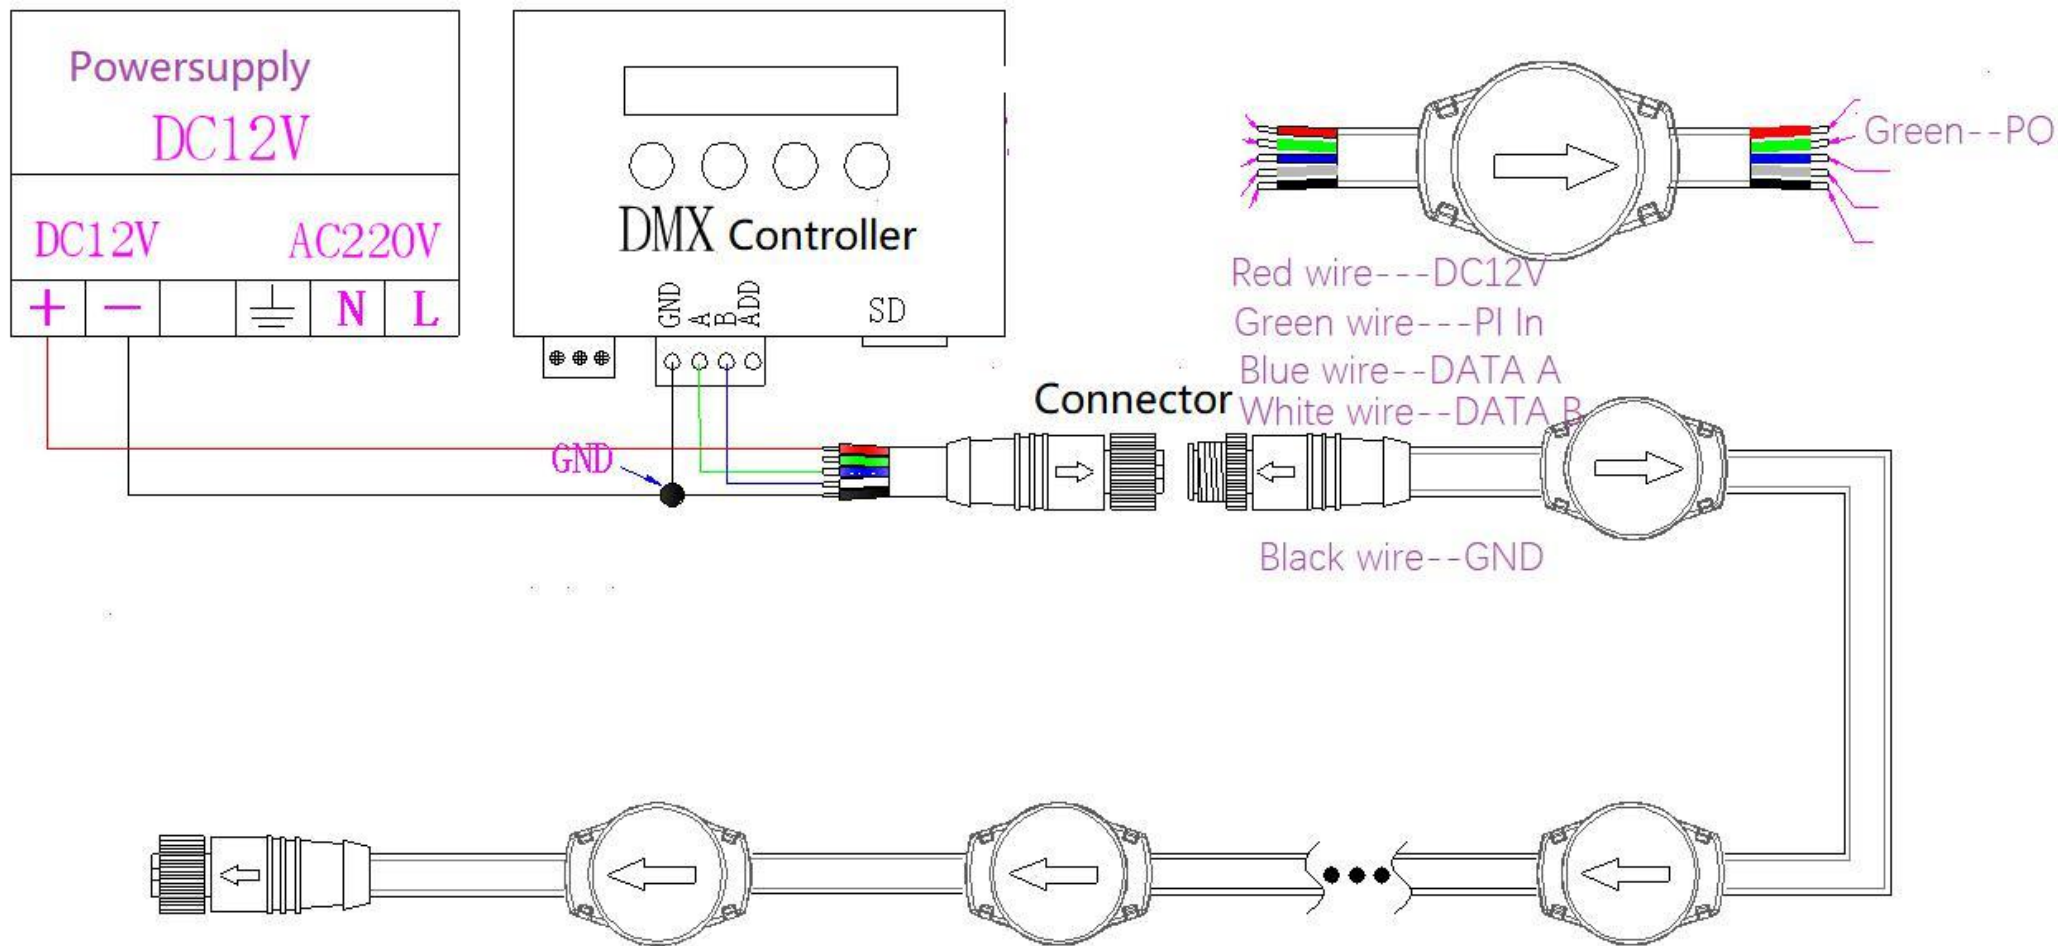 Powersupply
DC12V
DC12V AC220V
+ − N L
DMX Controller
GND A B ADD
SD
Green--PO
Red wire---DC12V
Green wire---PI In
Blue wire--DATA A
White wire--DATA B
Connector
GND
Black wire--GND